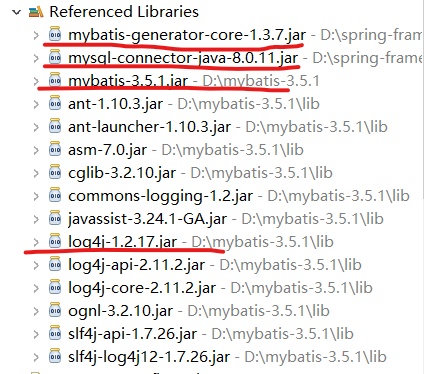 Referenced Libraries
mybatis-generator-core-1.3.7.jar - D:\spring-frame
mysql-connector-java-8.0.11.jar - D:\spring-fram
mybatis-3.5.1.jar - D:\mybatis-3.5.1
ant-1.10.3.jar - D:\mybatis-3.5.1\lib
ant-launcher-1.10.3.jar - D:\mybatis-3.5.1\lib
asm-7.0.jar - D:\mybatis-3.5.1\lib
cglib-3.2.10.jar - D:\mybatis-3.5.1\lib
commons-logging-1.2.jar - D:\mybatis-3.5.1\lib
javassist-3.24.1-GA.jar - D:\mybatis-3.5.1\lib
log4j-1.2.17.jar - D:\mybatis-3.5.1\lib
log4j-api-2.11.2.jar - D:\mybatis-3.5.1\lib
log4j-core-2.11.2.jar - D:\mybatis-3.5.1\lib
ognl-3.2.10.jar - D:\mybatis-3.5.1\lib
slf4j-api-1.7.26.jar - D:\mybatis-3.5.1\lib
slf4j-log4j12-1.7.26.jar - D:\mybatis-3.5.1\lib